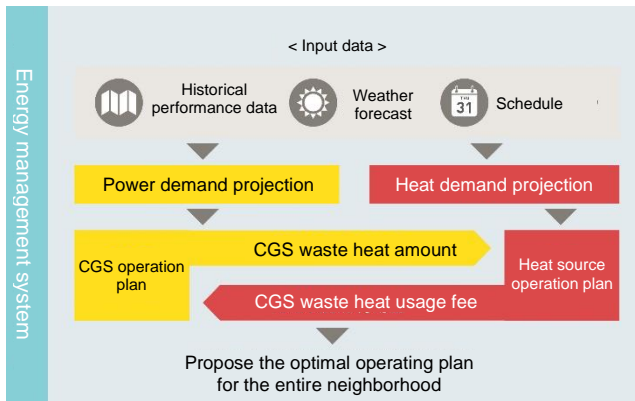 Energy management system
< Input data >
Historical
performance data
Weather
forecast
THU
31
Schedule
Power demand projection
Heat demand projection
CGS operation
plan
CGS waste heat amount
Heat source
operation plan
CGS waste heat usage fee
Propose the optimal operating plan
for the entire neighborhood